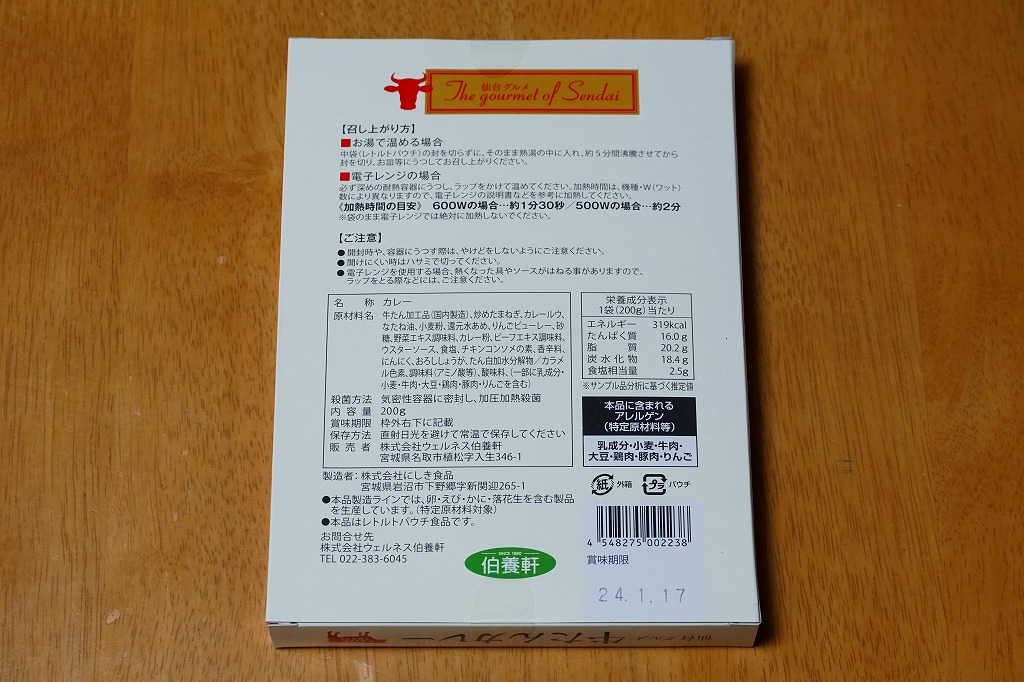 仙台グルメ
The gourmet of Sendai
【召し上がり方】
■お湯で温める場合
中袋(レトルトパウチ)の封を切らずに、そのまま熱湯の中に入れ、約5分間沸騰させてから
封を切り、お皿等にうつしてお召し上がりください。
■電子レンジの場合
必ず深めの耐熱容器にうつし、ラップをかけて温めてください。加熱時間は、機種・W(ワット)
数により異なりますので、電子レンジの説明書などを参考に加熱してください。
《加熱時間の目安》 600Wの場合…約1分30秒/500Wの場合…約2分
※袋のまま電子レンジでは絶対に加熱しないでください。
【ご注意】
●開封時や、容器にうつす際は、やけどをしないようにご注意ください。
●開けにくい時はハサミで切ってください。
●電子レンジを使用する場合、熱くなった具やソースがはねる事がありますので、
ラップをとる際などには、ご注意ください。
名称 カレー
原材料名 牛たん加工品(国内製造)、炒めたまねぎ、カレールウ、
なたね油、小麦粉、還元水あめ、りんごピューレー、砂
糖、野菜エキス調味料、カレー粉、ビーフエキス調味料、
ウスターソース、食塩、チキンコンソメの素、香辛料、
にんにく、おろししょうが、たん白加水分解物/カラメ
ル色素、調味料(アミノ酸等)、酸味料、(一部に乳成分・
小麦・牛肉・大豆・鶏肉・豚肉・りんごを含む)
殺菌方法 気密性容器に密封し、加圧加熱殺菌
内容量 200g
賞味期限 枠外右下に記載
保存方法 直射日光を避けて常温で保存してください
販売者 株式会社ウェルネス伯養軒
宮城県名取市植松字入生346-1
製造者:株式会社にしき食品
宮城県岩沼市下野郷字新関迎265-1
●本品製造ラインでは、卵・えび・かに・落花生を含む製品
を生産しています。(特定原材料対象)
●本品はレトルトパウチ食品です。
お問合せ先
株式会社ウェルネス伯養軒
TEL 022-383-6045
SINCE 1890
伯養軒
栄養成分表示
1袋(200g)当たり
エネルギー 319kcal
たんぱく質 16.0g
脂質 20.2g
炭水化物 18.4g
食塩相当量 2.5g
※サンプル品分析に基づく推定値
本品に含まれる
アレルゲン
(特定原材料等)
乳成分・小麦・牛肉・
大豆・鶏肉・豚肉・りんご
紙 外箱 プラ パウチ
4 548275 002238
賞味期限
24.1.17
仙台グルメ 牛たんカレー